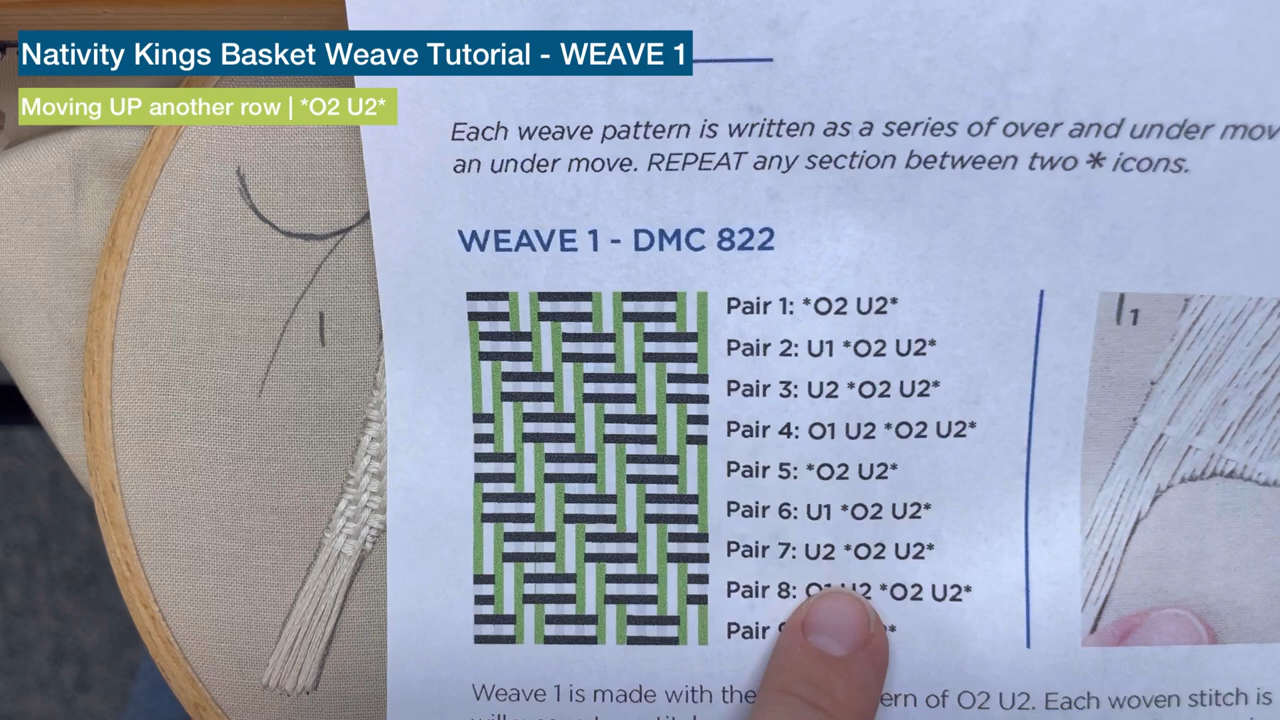 Nativity Kings Basket Weave Tutorial - WEAVE 1
Moving UP another row | *O2 U2*
Each weave pattern is written as a series of over and under
an under move. REPEAT any section between two * icons.
WEAVE 1 - DMC 822
Pair 1: *O2 U2*
Pair 2: U1 *O2 U2*
Pair 3: U2 *O2 U2*
Pair 4: O1 U2 *O2 U2*
Pair 5: *O2 U2*
Pair 6: U1 *O2 U2*
Pair 7: U2 *O2 U2*
Pair 8: O1 U2 *O2 U2*
Pair
1
Weave 1 is made with the
of O2 U2. Each woven stitch is